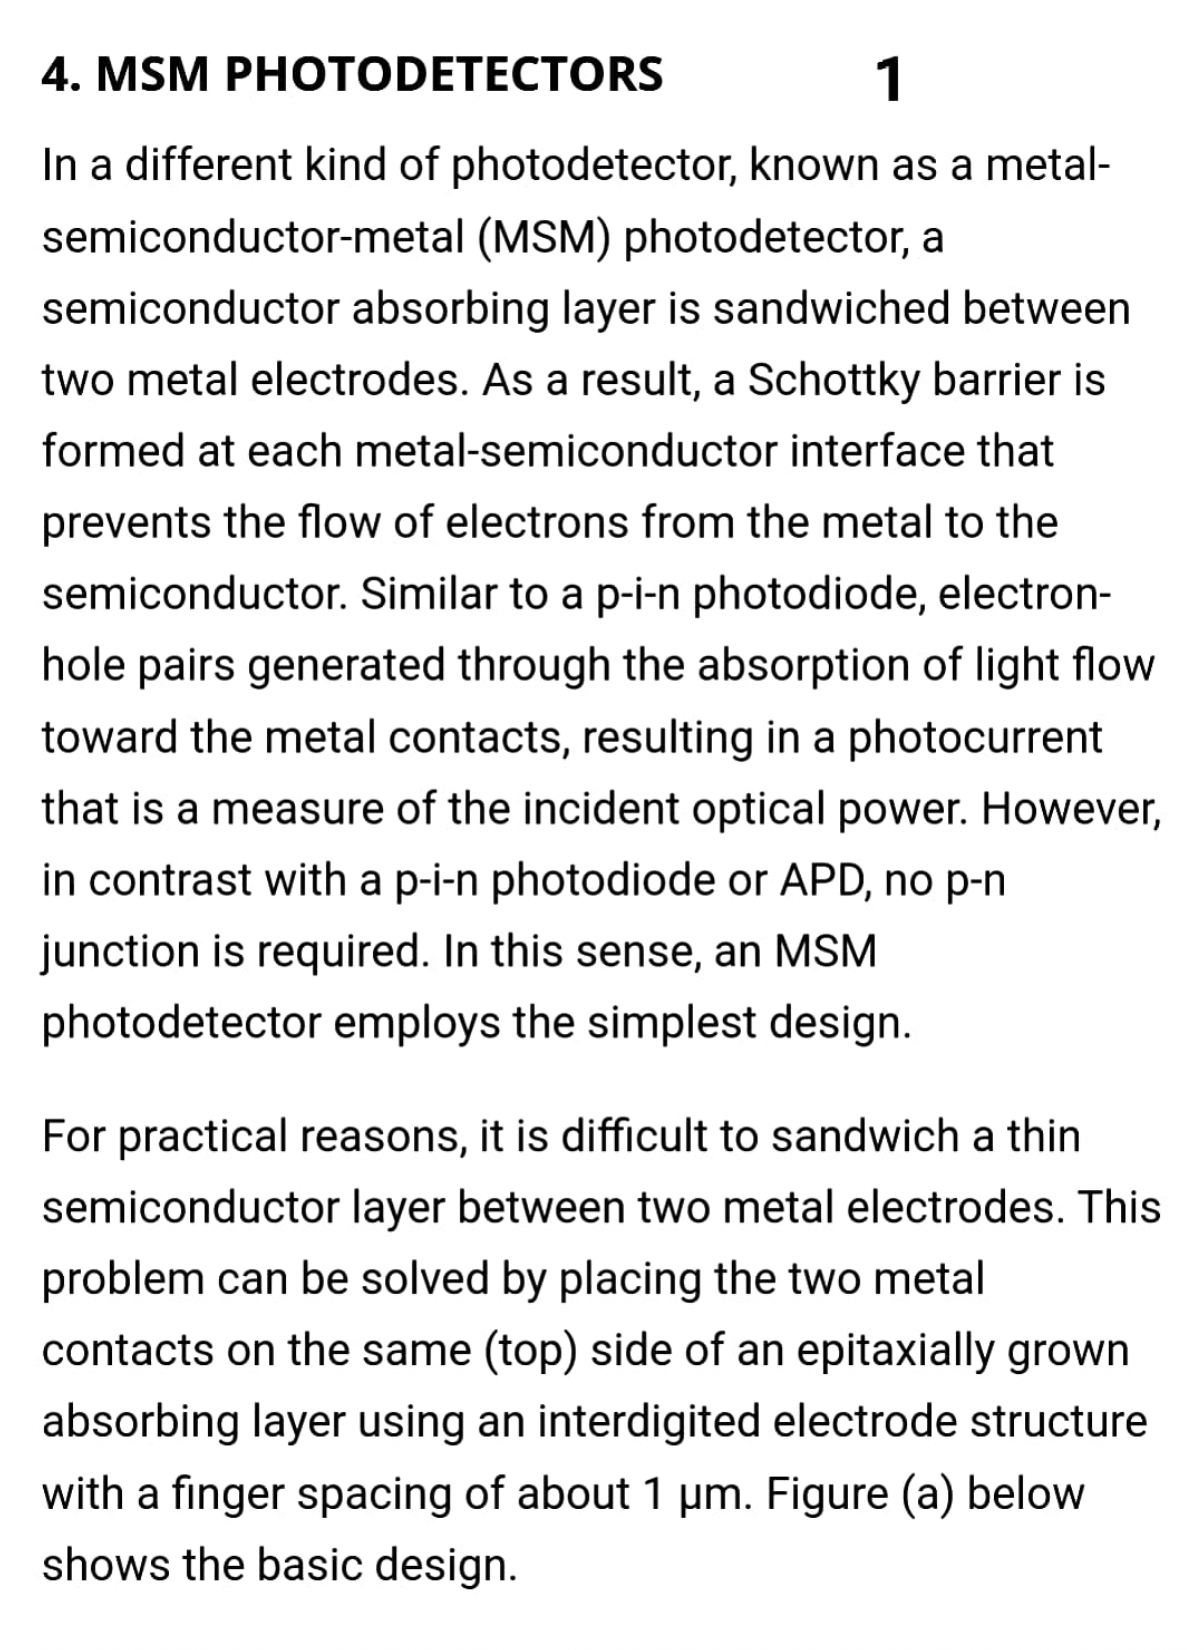 4. MSM PHOTODETECTORS 1
In a different kind of photodetector, known as a metal-
semiconductor-metal (MSM) photodetector, a
semiconductor absorbing layer is sandwiched between
two metal electrodes. As a result, a Schottky barrier is
formed at each metal-semiconductor interface that
prevents the flow of electrons from the metal to the
semiconductor. Similar to a p-i-n photodiode, electron-
hole pairs generated through the absorption of light flow
toward the metal contacts, resulting in a photocurrent
that is a measure of the incident optical power. However,
in contrast with a p-i-n photodiode or APD, no p-n
junction is required. In this sense, an MSM
photodetector employs the simplest design.
For practical reasons, it is difficult to sandwich a thin
semiconductor layer between two metal electrodes. This
problem can be solved by placing the two metal
contacts on the same (top) side of an epitaxially grown
absorbing layer using an interdigited electrode structure
with a finger spacing of about 1 μm. Figure (a) below
shows the basic design.